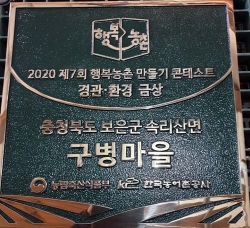 행복농촌
2020 제7회 행복농촌 만들기 콘테스트
경관·환경 금상
충청북도 보은군 속리산면
구병마을
농림축산식품부 한국농어촌공사